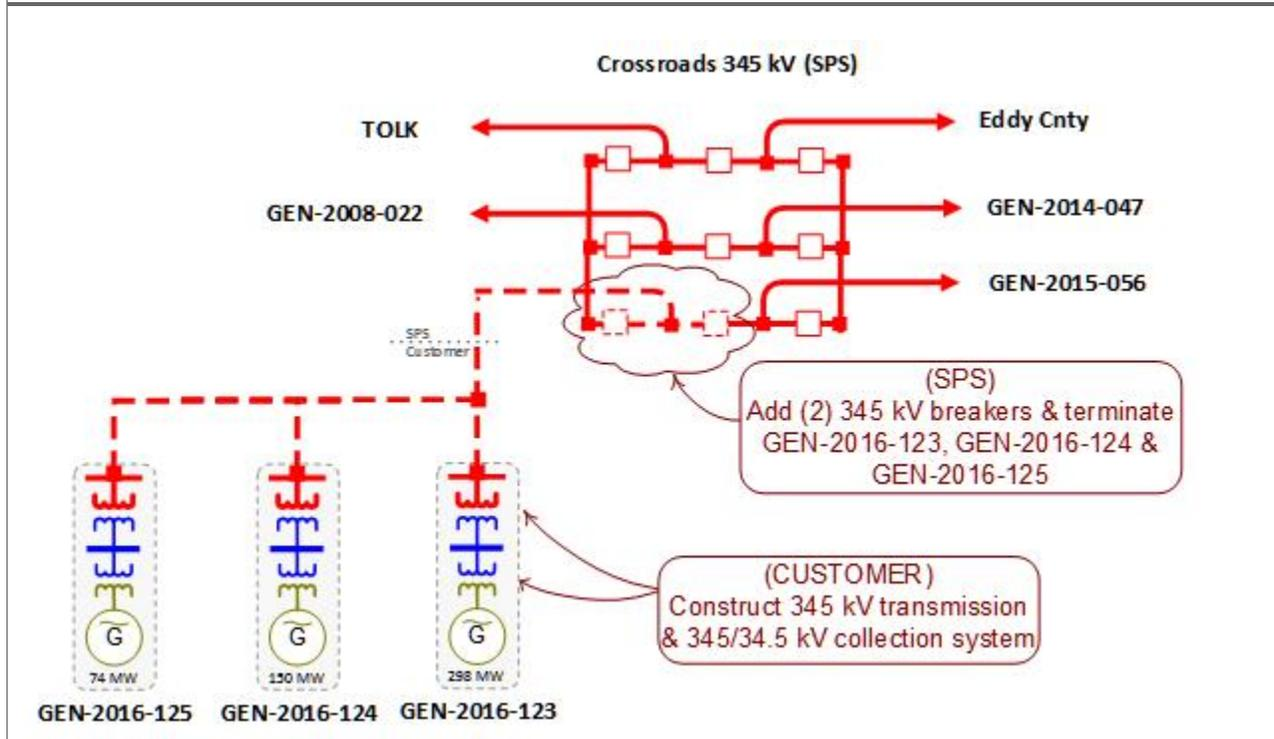 Crossroads 345 kV (SPS)
TOLK
Eddy Cnty
GEN-2008-022
GEN-2014-047
GEN-2015-056
SPS
Customer
(SPS)
Add (2) 345 kV breakers & terminate
GEN-2016-123, GEN-2016-124 &
GEN-2016-125
(CUSTOMER)
Construct 345 kV transmission
& 345/34.5 kV collection system
G
G
G
74 MW
150 MW
298 MW
GEN-2016-125
GEN-2016-124
GEN-2016-123